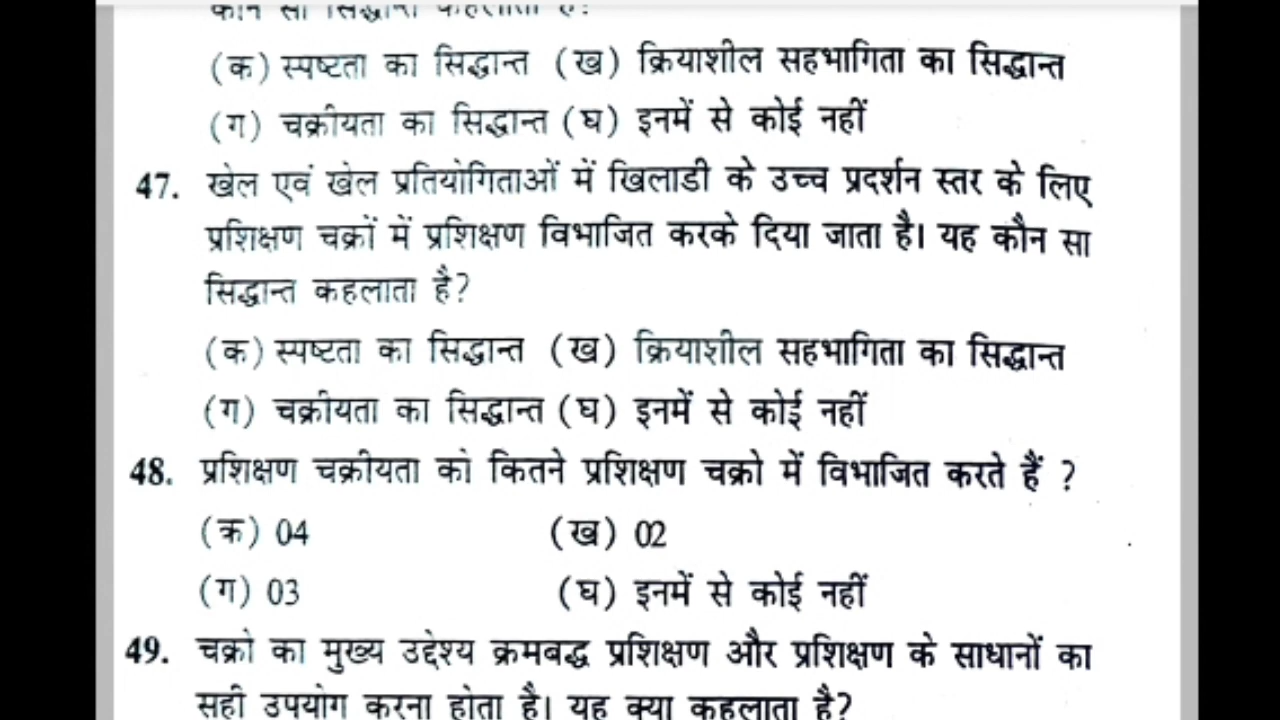 (क) स्पष्टता का सिद्धान्त (ख) क्रियाशील सहभागिता का सिद्धान्त
(ग) चक्रीयता का सिद्धान्त (घ) इनमें से कोई नहीं
47. खेल एवं खेल प्रतियोगिताओं में खिलाडी के उच्च प्रदर्शन स्तर के लिए
प्रशिक्षण चक्रों में प्रशिक्षण विभाजित करके दिया जाता है। यह कौन सा
सिद्धान्त कहलाता है?
(क) स्पष्टता का सिद्धान्त (ख) क्रियाशील सहभागिता का सिद्धान्त
(ग) चक्रीयता का सिद्धान्त (घ) इनमें से कोई नहीं
48. प्रशिक्षण चक्रीयता को कितने प्रशिक्षण चक्रो में विभाजित करते हैं ?
(क) 04 (ख) 02
(ग) 03 (घ) इनमें से कोई नहीं
49. चक्रो का मुख्य उद्देश्य क्रमबद्ध प्रशिक्षण और प्रशिक्षण के साधानों का
सही उपयोग करना होता है। यह क्या कहलाता है?